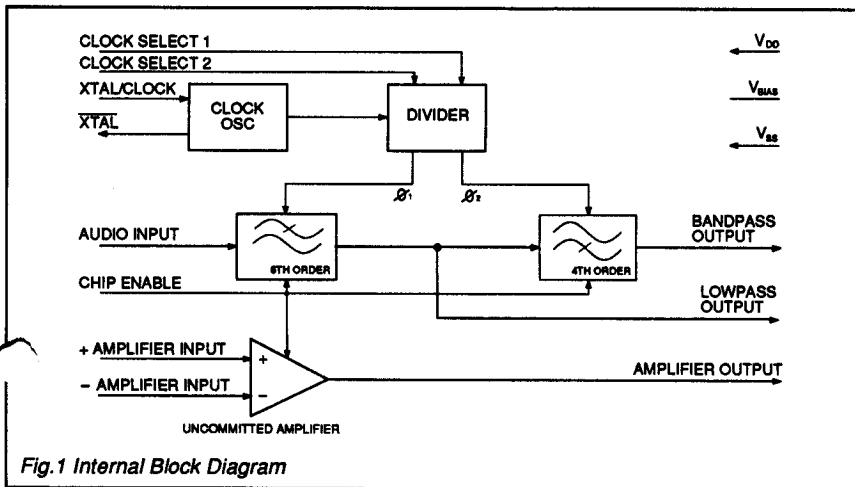 CLOCK SELECT 1
CLOCK SELECT 2
XTAL/CLOCK
XTAL
CLOCK
OSC
DIVIDER
V_DD
V_BIAS
V_SS
Ø1
Ø2
AUDIO INPUT
6TH ORDER
4TH ORDER
BANDPASS
OUTPUT
CHIP ENABLE
LOWPASS
OUTPUT
+ AMPLIFIER INPUT
+
AMPLIFIER OUTPUT
− AMPLIFIER INPUT
−
UNCOMMITTED AMPLIFIER
Fig.1 Internal Block Diagram